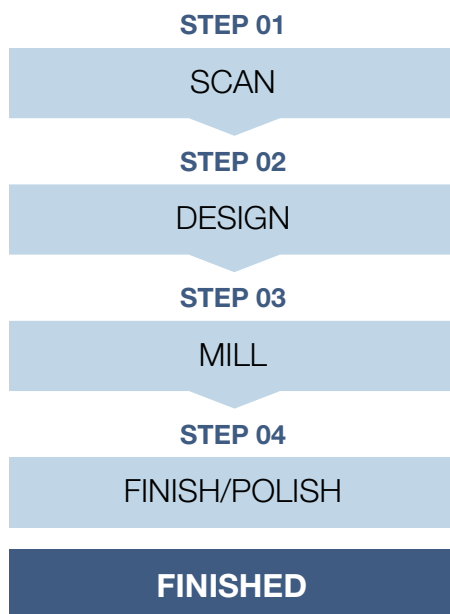 STEP 01
SCAN
STEP 02
DESIGN
STEP 03
MILL
STEP 04
FINISH/POLISH
FINISHED